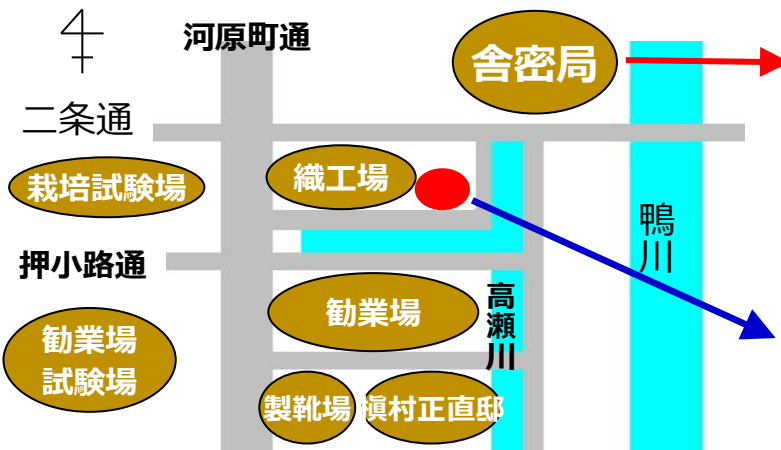 河原町通
舎密局
二条通
織工場
栽培試験場
鴨川
押小路通
勧業場
高瀬川
勧業場
試験場
製靴場
槇村正直邸